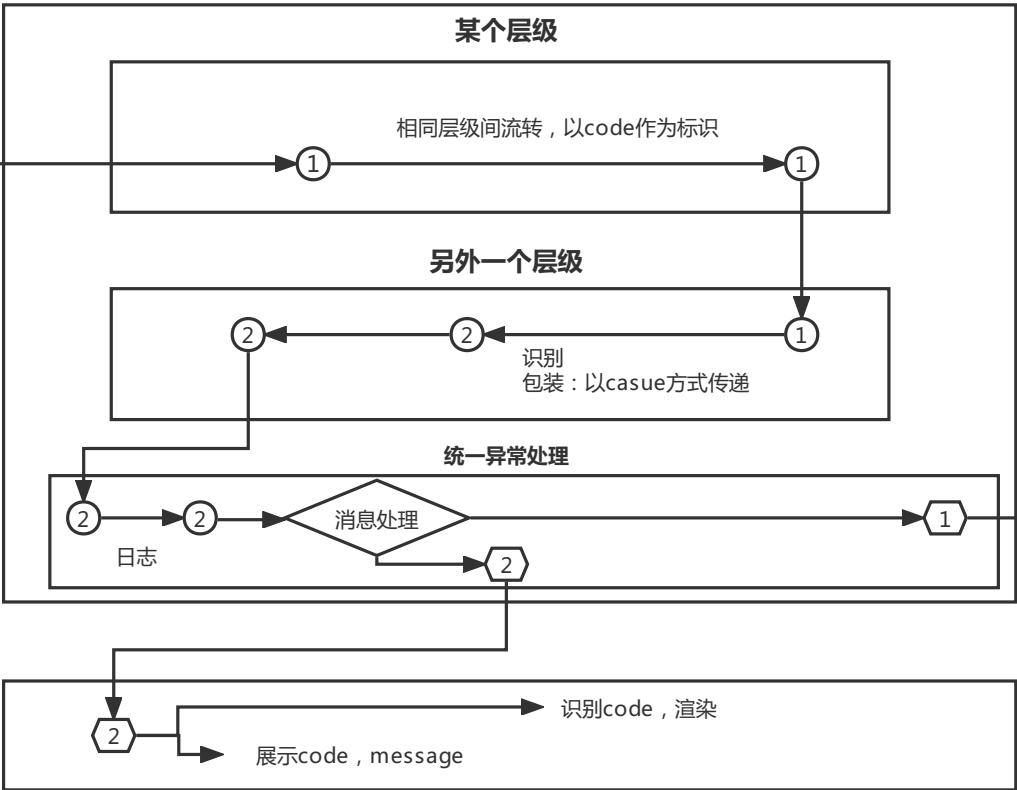 某个层级
相同层级间流转，以code作为标识
1
1
另外一个层级
2
2
1
识别
包装：以casue方式传递
统一异常处理
2
2
消息处理
1
日志
2
识别code，渲染
2
展示code，message